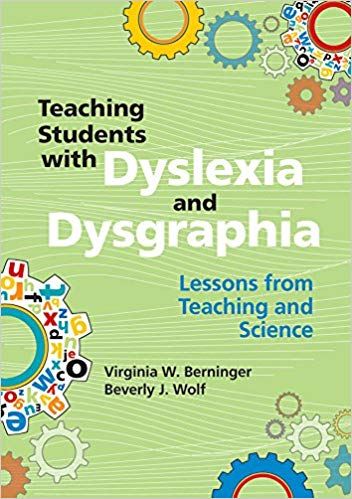 Teaching
Students
with Dyslexia
and
Dysgraphia
Lessons from
Teaching and
Science
Virginia W. Berninger
Beverly J. Wolf